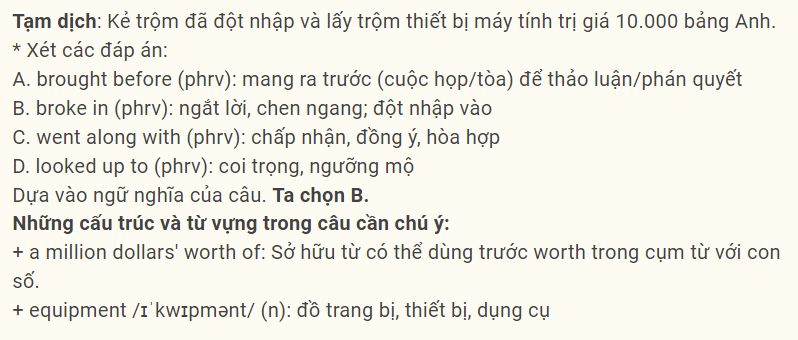 Tạm dịch: Kẻ trộm đã đột nhập và lấy trộm thiết bị máy tính trị giá 10.000 bảng Anh.
* Xét các đáp án:
A. brought before (phrv): mang ra trước (cuộc họp/tòa) để thảo luận/phán quyết
B. broke in (phrv): ngắt lời, chen ngang; đột nhập vào
C. went along with (phrv): chấp nhận, đồng ý, hòa hợp
D. looked up to (phrv): coi trọng, ngưỡng mộ
Dựa vào ngữ nghĩa của câu. Ta chọn B.
Những cấu trúc và từ vựng trong câu cần chú ý:
+ a million dollars' worth of: Sở hữu từ có thể dùng trước worth trong cụm từ với con
số.
+ equipment /ɪˈkwɪpmənt/ (n): đồ trang bị, thiết bị, dụng cụ